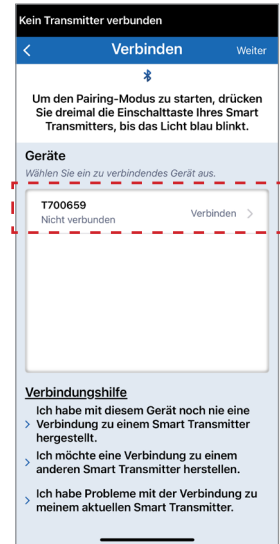 Kein Transmitter verbunden
Verbinden
Weiter
Um den Pairing-Modus zu starten, drücken
Sie dreimal die Einschalttaste Ihres Smart
Transmitters, bis das Licht blau blinkt.
Geräte
Wählen Sie ein zu verbindendes Gerät aus.
T700659
Nicht verbunden
Verbinden
Verbindungshilfe
Ich habe mit diesem Gerät noch nie eine
Verbindung zu einem Smart Transmitter
hergestellt.
Ich möchte eine Verbindung zu einem
anderen Smart Transmitter herstellen.
Ich habe Probleme mit der Verbindung zu
meinem aktuellen Smart Transmitter.